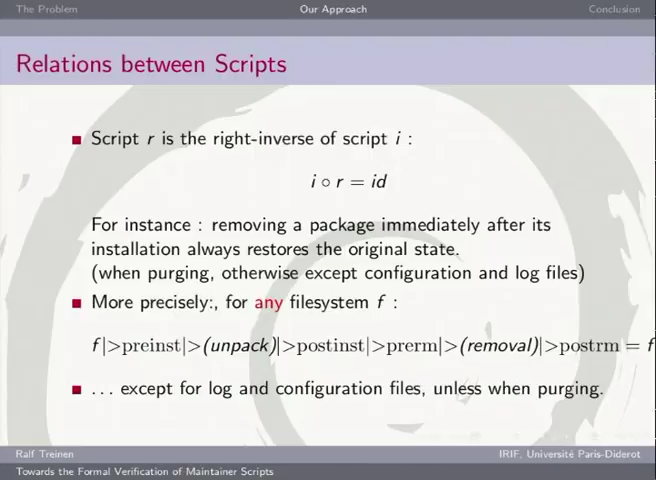 The Problem Our Approach Conclusion
Relations between Scripts
Script r is the right-inverse of script i :
i ∘ r = id
For instance : removing a package immediately after its
installation always restores the original state.
(when purging, otherwise except configuration and log files)
More precisely:, for any filesystem f :
f|>preinst|>(unpack)|>postinst|>prerm|>(removal)|>postrm = f
... except for log and configuration files, unless when purging.
Ralf Treinen IRIF, Université Paris-Diderot
Towards the Formal Verification of Maintainer Scripts